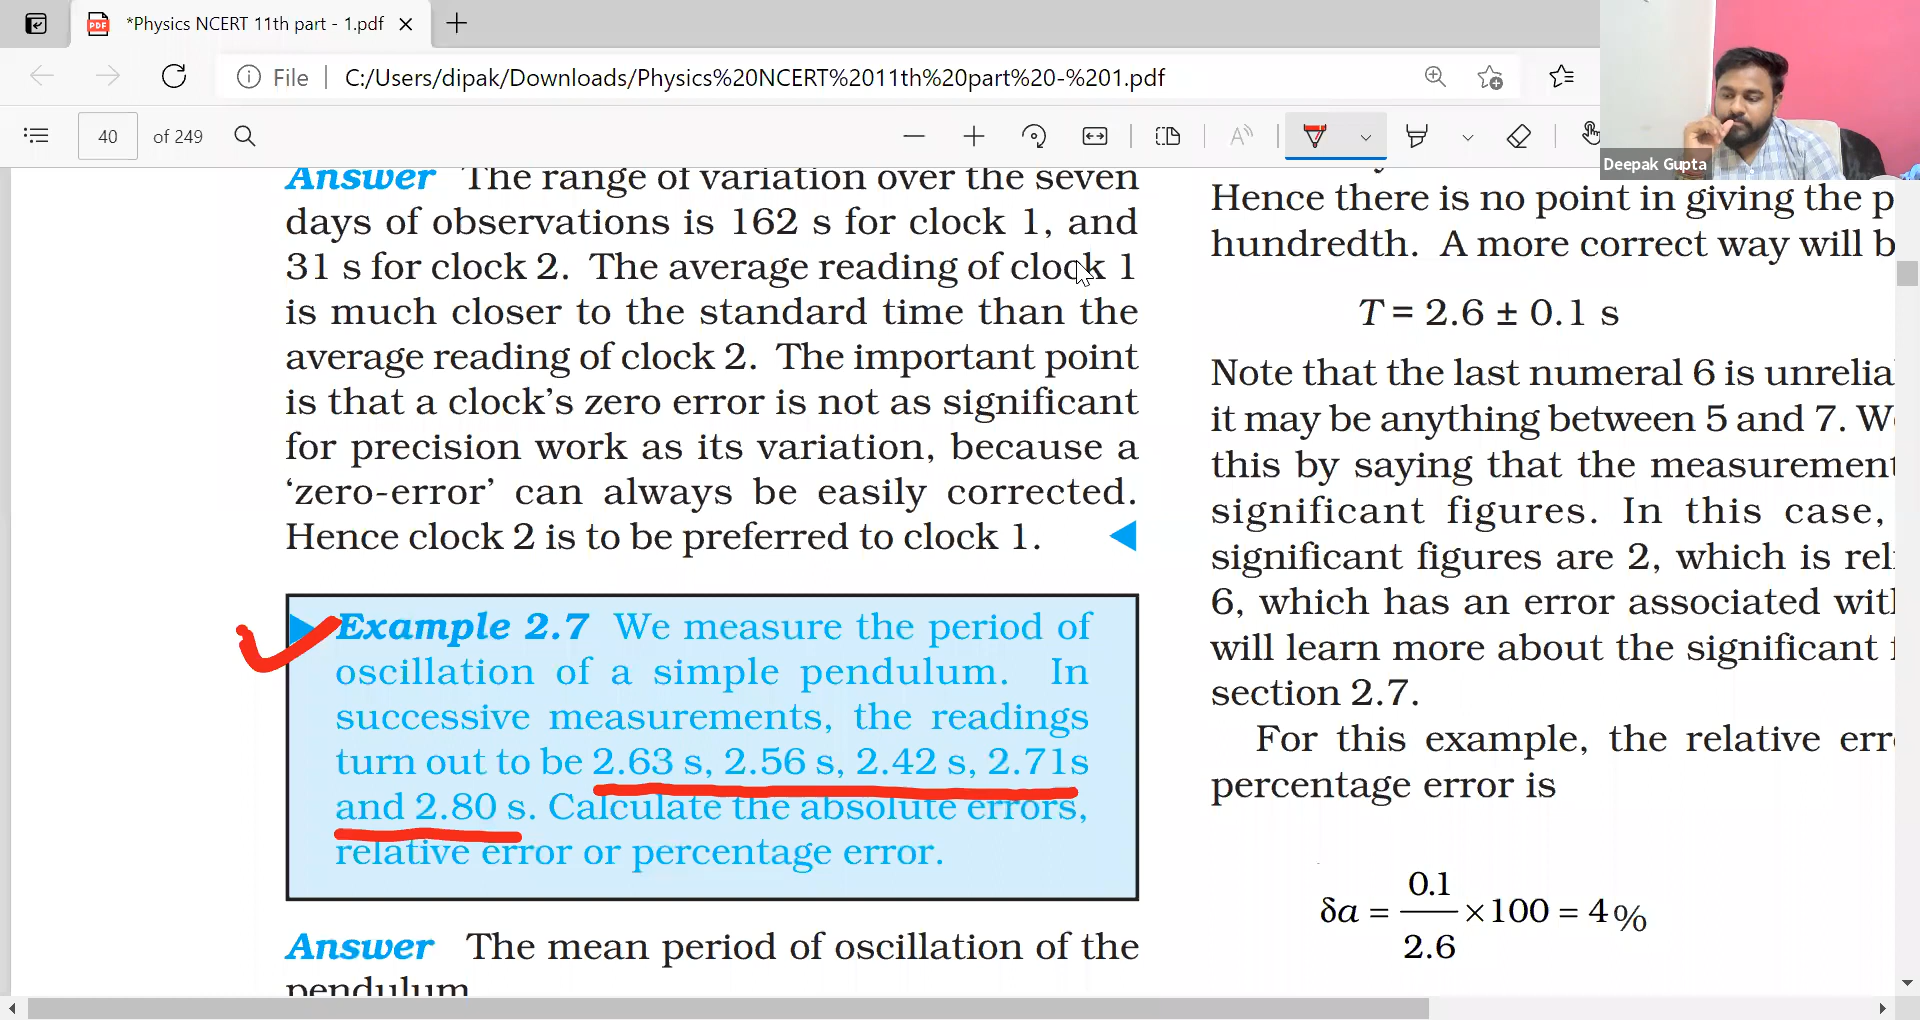 *Physics NCERT 11th part - 1.pdf
File
C:/Users/dipak/Downloads/Physics%20NCERT%2011th%20part%20-%201.pdf
40 of 249
Deepak Gupta
Answer The range of variation over the seven
days of observations is 162 s for clock 1, and
31 s for clock 2. The average reading of clock 1
is much closer to the standard time than the
average reading of clock 2. The important point
is that a clock's zero error is not as significant
for precision work as its variation, because a
‘zero-error’ can always be easily corrected.
Hence clock 2 is to be preferred to clock 1.
Example 2.7 We measure the period of
oscillation of a simple pendulum. In
successive measurements, the readings
turn out to be 2.63 s, 2.56 s, 2.42 s, 2.71s
and 2.80 s. Calculate the absolute errors,
relative error or percentage error.
Answer The mean period of oscillation of the
pendulum
Hence there is no point in giving the p
hundredth. A more correct way will b
T = 2.6 ± 0.1 s
Note that the last numeral 6 is unrelia
it may be anything between 5 and 7. W
this by saying that the measurement
significant figures. In this case,
significant figures are 2, which is rel
6, which has an error associated wit
will learn more about the significant
section 2.7.
For this example, the relative err
percentage error is
δa = 0.1/2.6 ×100 = 4%